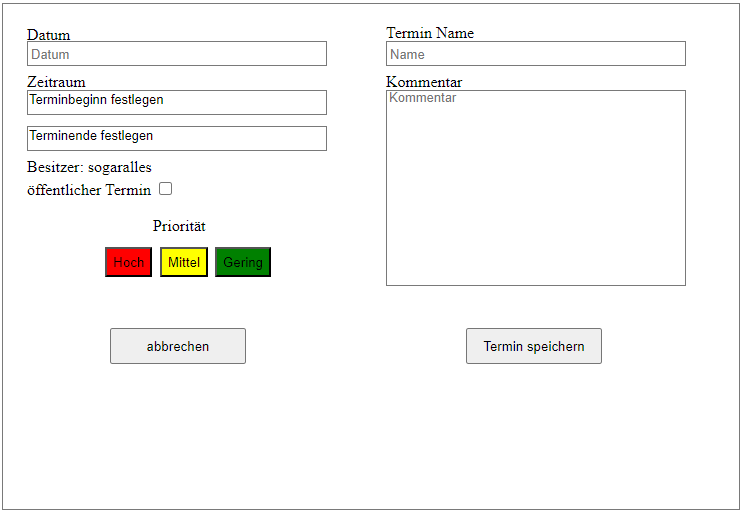 Datum
Datum
Zeitraum
Terminbeginn festlegen
Terminende festlegen
Besitzer: sogaralles
öffentlicher Termin
Priorität
Hoch Mittel Gering
abbrechen
Termin Name
Name
Kommentar
Kommentar
Termin speichern